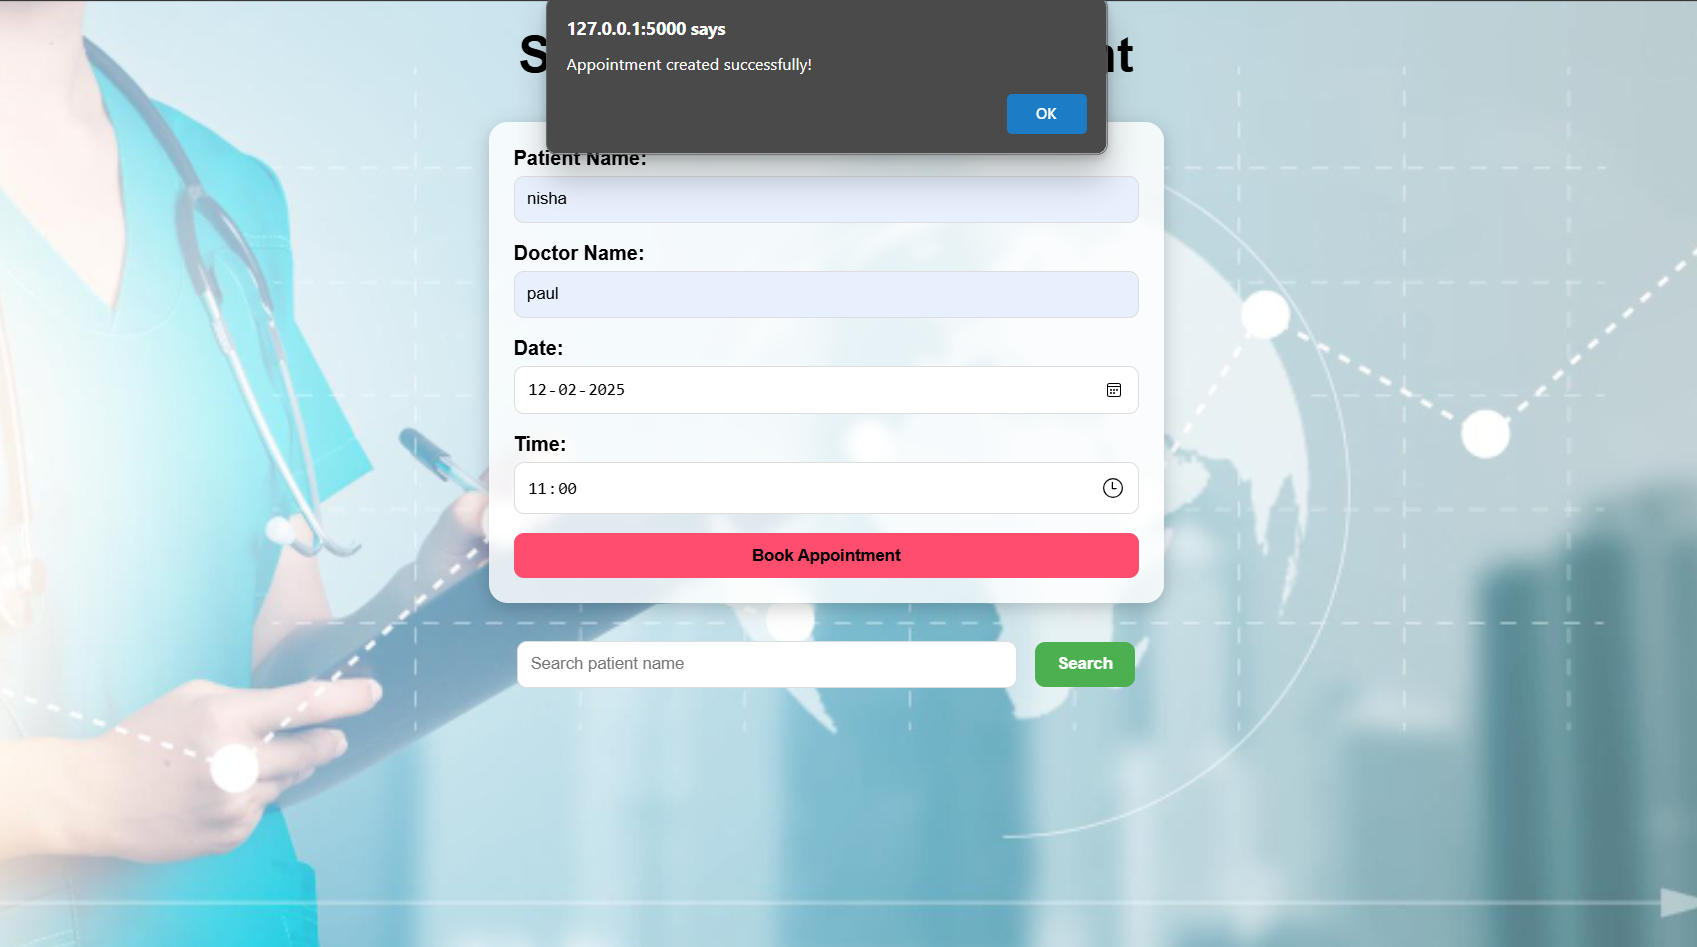 127.0.0.1:5000 says
Appointment created successfully!
OK
Patient Name:
nisha
Doctor Name:
paul
Date:
12-02-2025
Time:
11:00
Book Appointment
Search patient name
Search